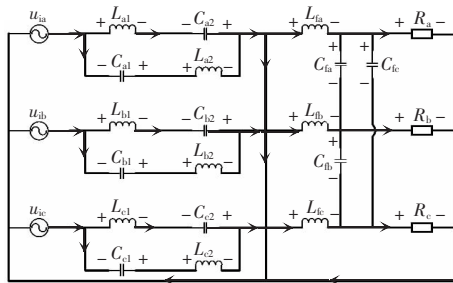 u_ia L_a1 C_a2 L_fa R_a
+ − − + + − + −
C_a1 L_a2 C_fa C_fc
− + + − + − + −
u_ib L_b1 C_b2 L_fb R_b
+ − − + + − + −
C_b1 L_b2 C_fb
− + + − + −
u_ic L_c1 C_c2 L_fc R_c
+ − − + + − + −
C_c1 L_c2
− + + −